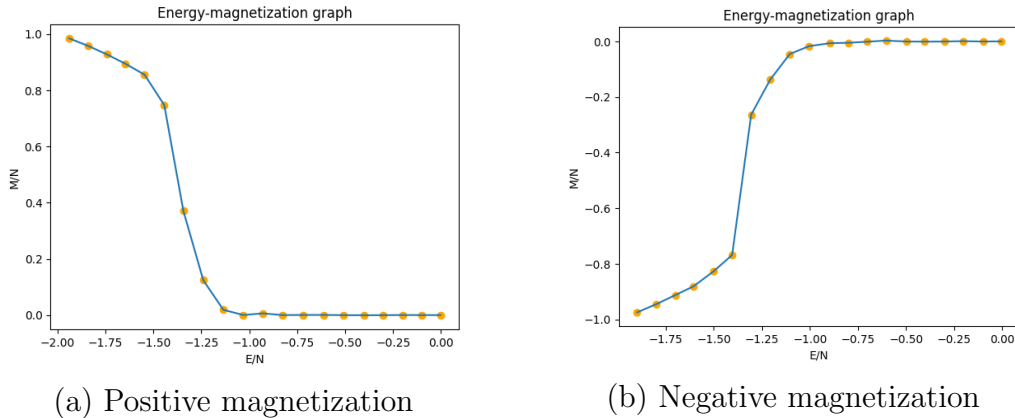 Energy-magnetization graph
1.0
0.8
0.6
0.4
0.2
0.0
M/N
−2.00 −1.75 −1.50 −1.25 −1.00 −0.75 −0.50 −0.25 0.00
E/N
(a) Positive magnetization
Energy-magnetization graph
0.0
−0.2
−0.4
−0.6
−0.8
−1.0
M/N
−1.75 −1.50 −1.25 −1.00 −0.75 −0.50 −0.25 0.00
E/N
(b) Negative magnetization